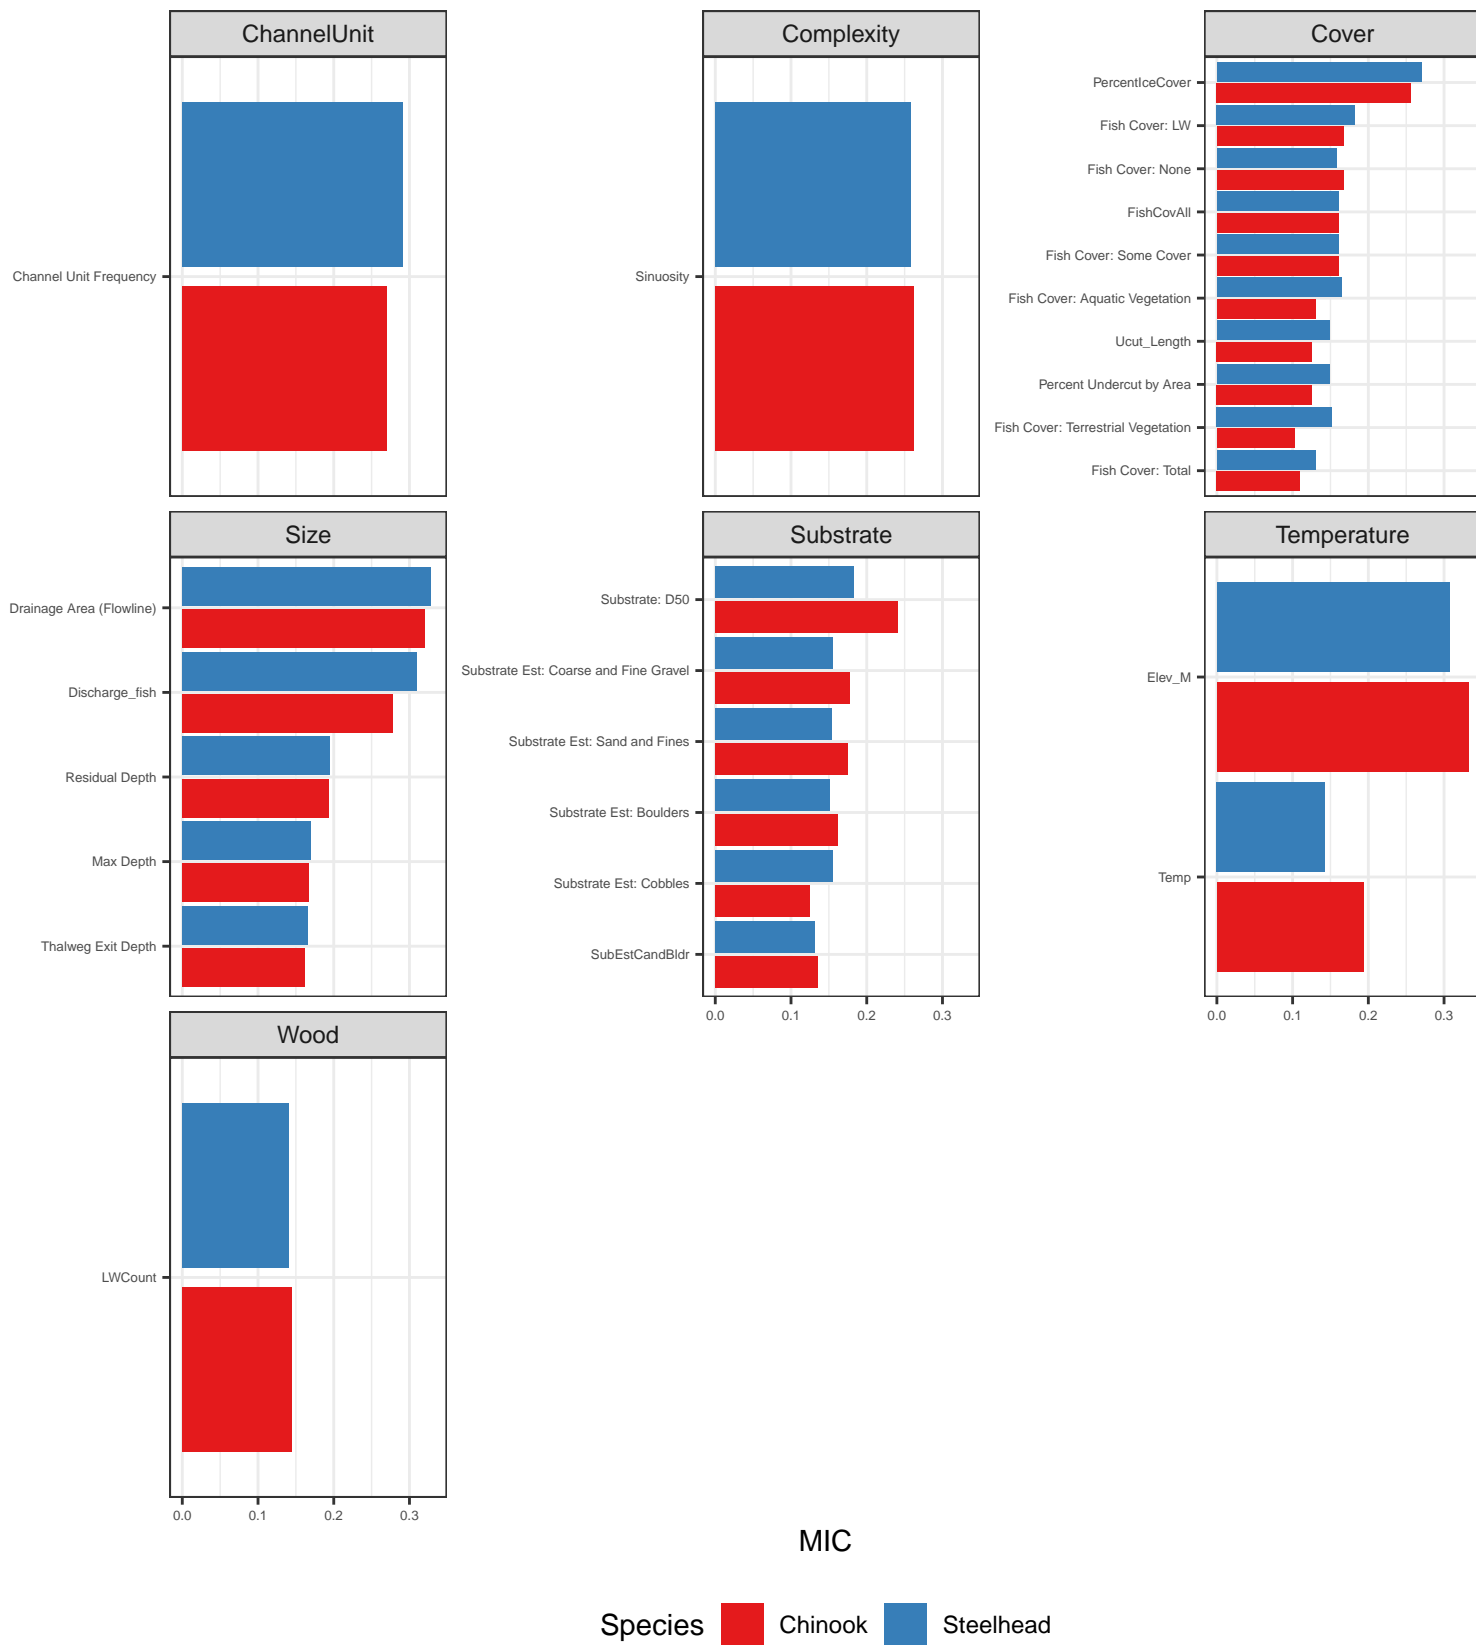 ChannelUnit
Channel Unit Frequency
Complexity
Sinuosity
Cover
PercentIceCover
Fish Cover: LW
Fish Cover: None
FishCovAll
Fish Cover: Some Cover
Fish Cover: Aquatic Vegetation
Ucut_Length
Percent Undercut by Area
Fish Cover: Terrestrial Vegetation
Fish Cover: Total
Size
Drainage Area (Flowline)
Discharge_fish
Residual Depth
Max Depth
Thalweg Exit Depth
Substrate
Substrate: D50
Substrate Est: Coarse and Fine Gravel
Substrate Est: Sand and Fines
Substrate Est: Boulders
Substrate Est: Cobbles
SubEstCandBldr
0.0 0.1 0.2 0.3
Temperature
Elev_M
Temp
0.0 0.1 0.2 0.3
Wood
LWCount
0.0 0.1 0.2 0.3
MIC
Species Chinook Steelhead